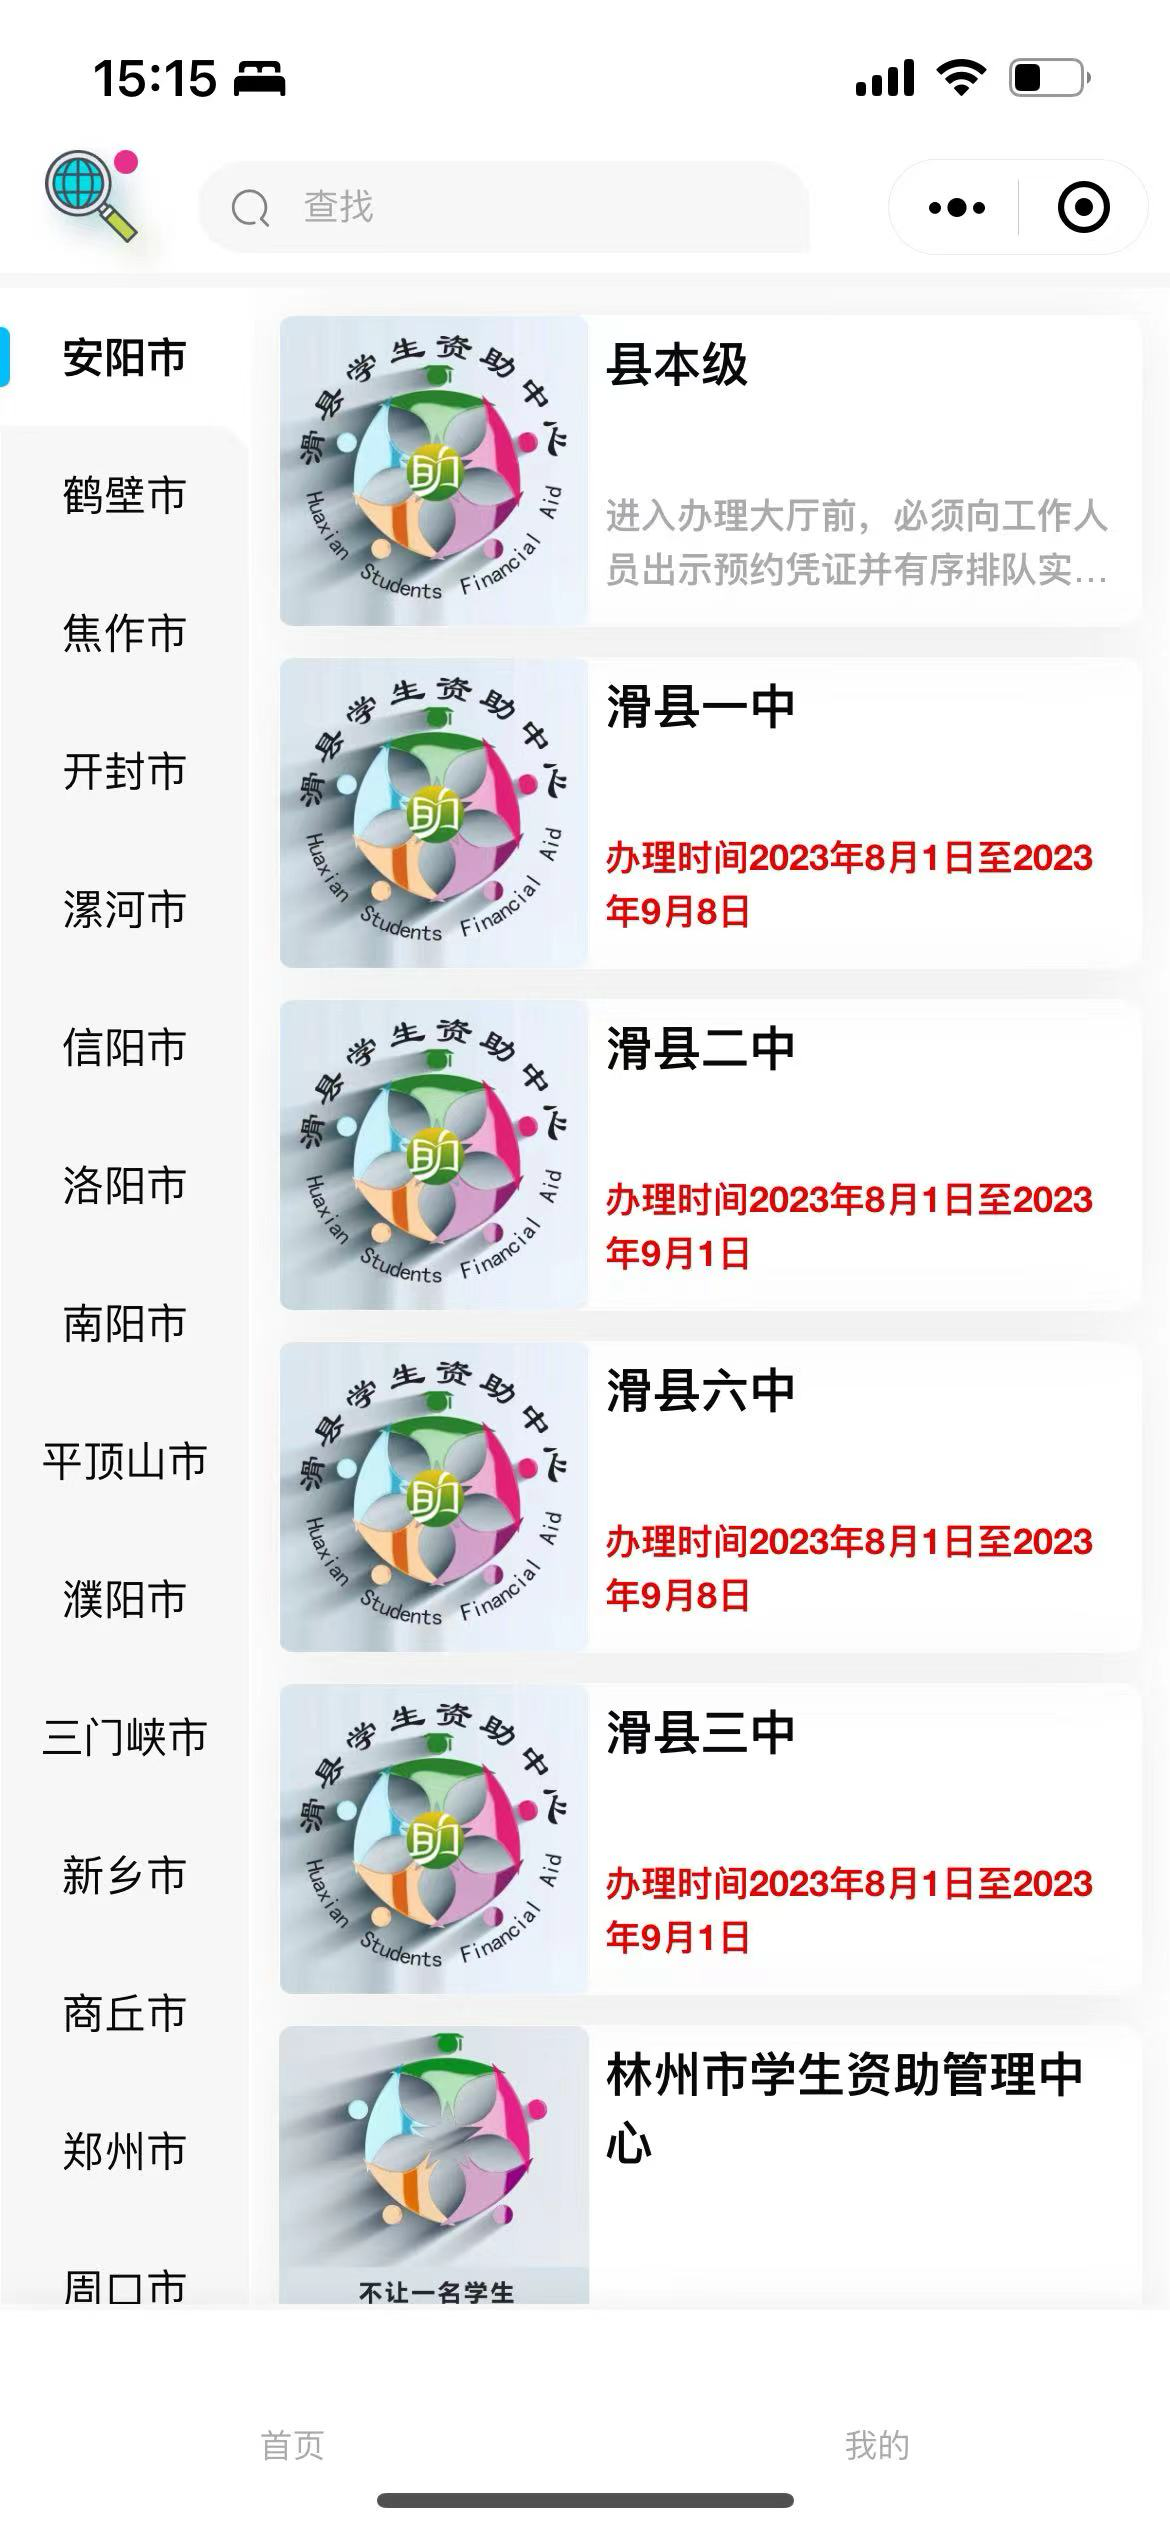 15:15
查找
安阳市
鹤壁市
焦作市
开封市
漯河市
信阳市
洛阳市
南阳市
平顶山市
濮阳市
三门峡市
新乡市
商丘市
郑州市
周口市
滑县学生资助中心
助
Huaxian Students Financial Aid
县本级
进入办理大厅前，必须向工作人
员出示预约凭证并有序排队实...
滑县学生资助中心
助
Huaxian Students Financial Aid
滑县一中
办理时间2023年8月1日至2023
年9月8日
滑县学生资助中心
助
Huaxian Students Financial Aid
滑县二中
办理时间2023年8月1日至2023
年9月1日
滑县学生资助中心
助
Huaxian Students Financial Aid
滑县六中
办理时间2023年8月1日至2023
年9月8日
滑县学生资助中心
助
Huaxian Students Financial Aid
滑县三中
办理时间2023年8月1日至2023
年9月1日
不让一名学生
林州市学生资助管理中
心
首页
我的